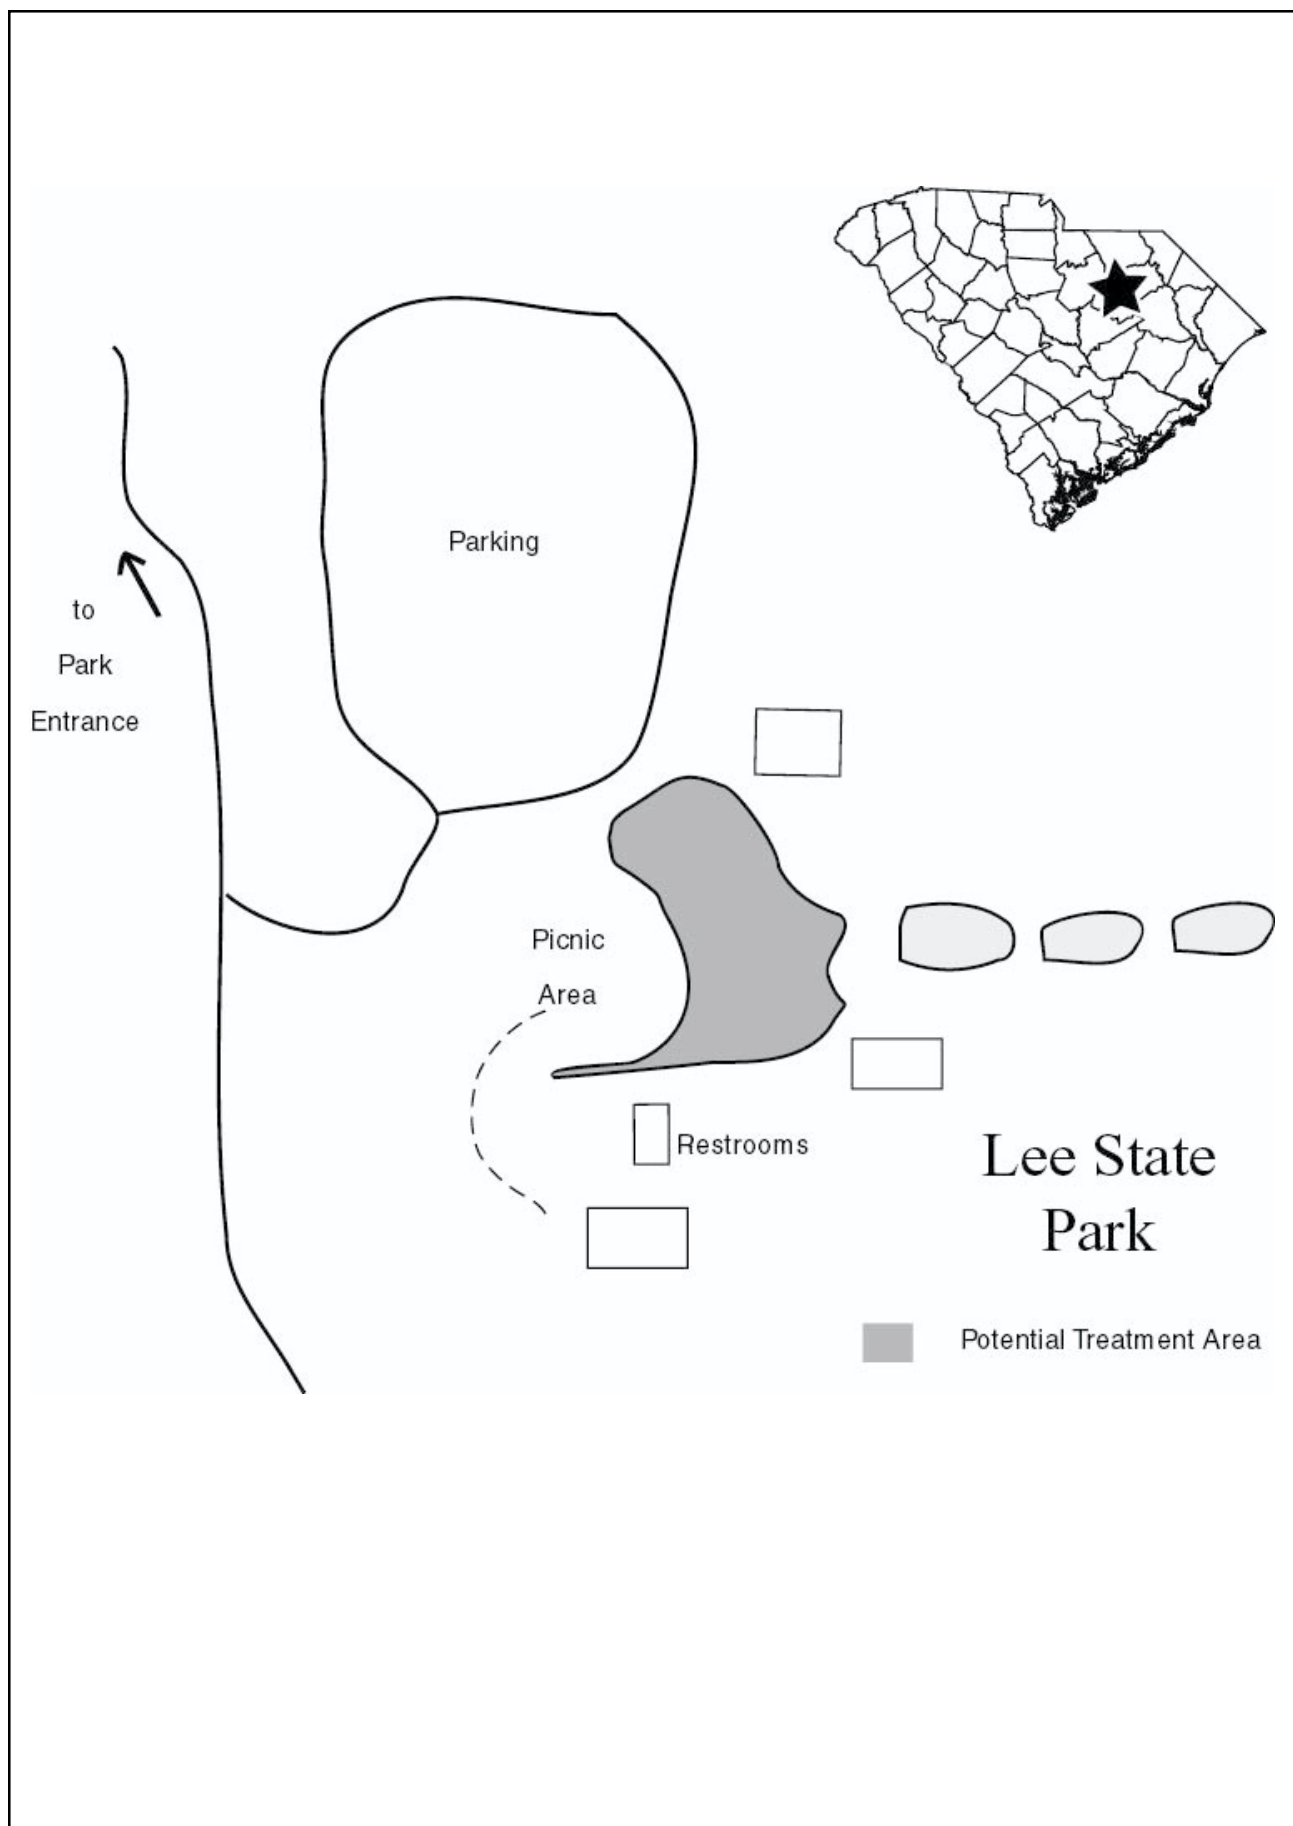 Parking
to
Park
Entrance
Picnic
Area
Restrooms
Lee State
Park
Potential Treatment Area